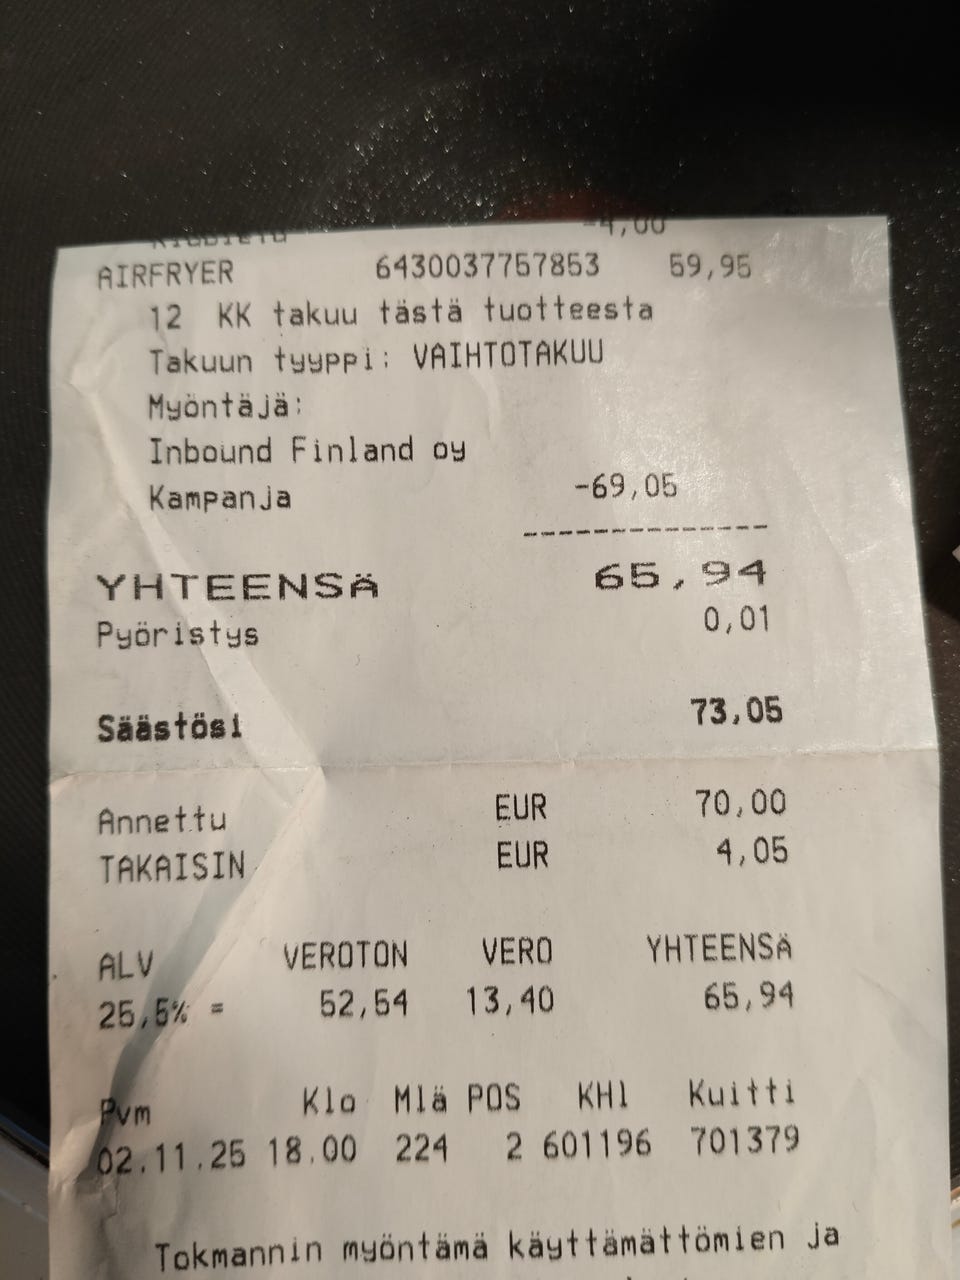 -4,00
AIRFRYER 6430037757853 59,95
12 KK takuu tästä tuotteesta
Takuun tyyppi: VAIHTOTAKUU
Myöntäjä:
Inbound Finland oy
Kampanja -69,05
--------------
YHTEENSÄ 65,94
Pyöristys 0,01
Säästösi 73,05
Annettu EUR 70,00
TAKAISIN EUR 4,05
ALV VEROTON VERO YHTEENSÄ
25,5% = 52,54 13,40 65,94
Pvm Klo Mlä POS KHl Kuitti
02.11.25 18.00 224 2 601196 701379
Tokmannin myöntämä käyttämättömien ja